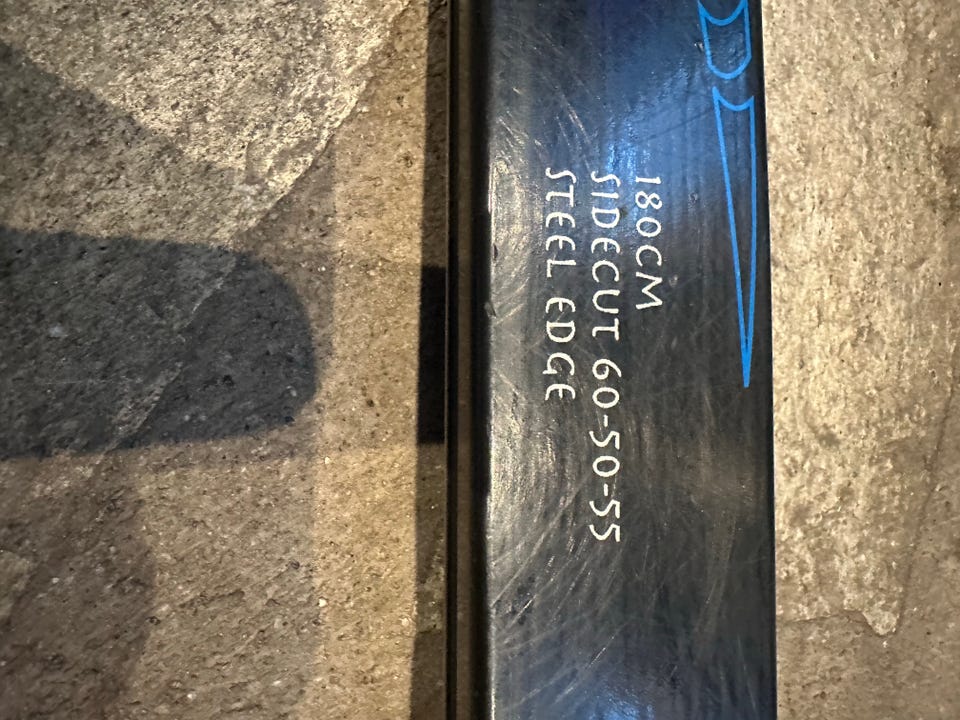 180CM
SIDECUT 60-50-55
STEEL EDGE